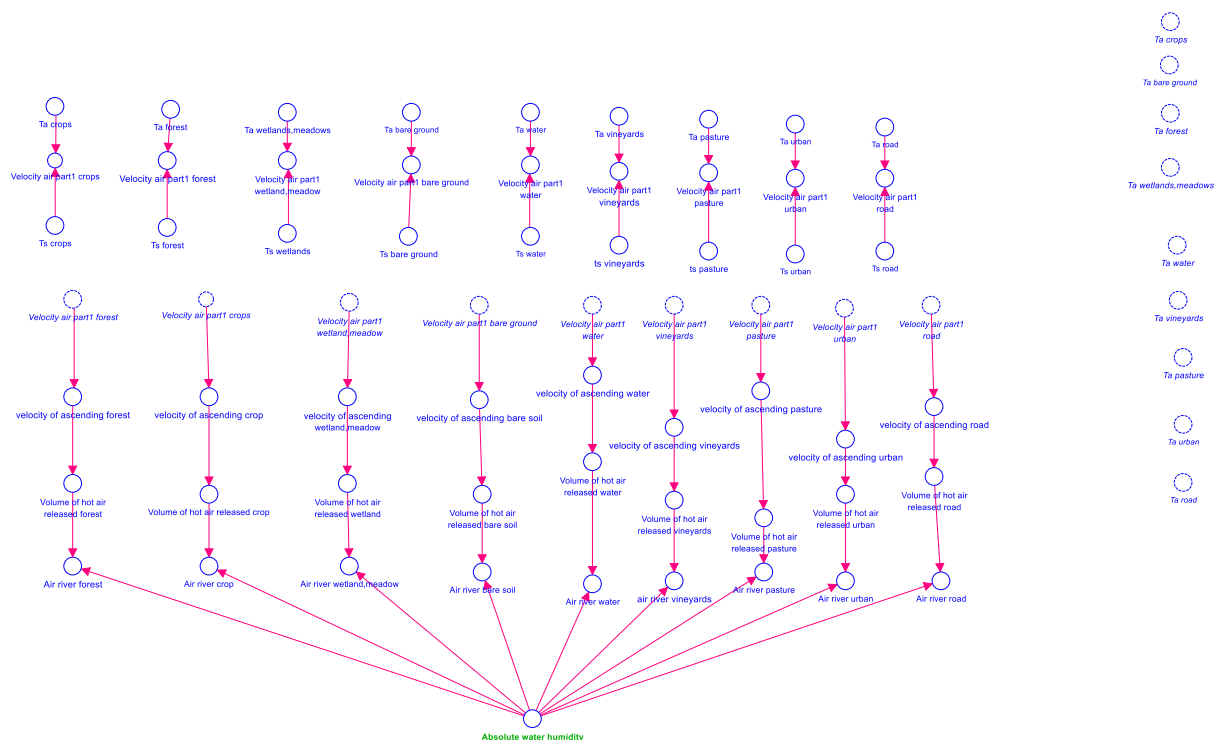 Ta crops
Ta bare ground
Ta forest
Ta wetlands,meadows
Ta water
Ta vineyards
Ta pasture
Ta urban
Ta road
Ta crops
Ta forest
Ta wetlands,meadows
Ta bare ground
Ta water
Ta vineyards
Ta pasture
Ta urban
Ta road
Velocity air part1 crops
Velocity air part1 forest
Velocity air part1
wetland,meadow
Velocity air part1 bare ground
Velocity air part1
water
Velocity air part1
vineyards
Velocity air part1
pasture
Velocity air part1
urban
Velocity air part1
road
Ts crops
Ts forest
Ts wetlands
Ts bare ground
Ts water
ts vineyards
ts pasture
Ts urban
Ts road
Velocity air part1 forest
Velocity air part1 crops
Velocity air part1
wetland,meadow
Velocity air part1 bare ground
Velocity air part1
water
Velocity air part1
vineyards
Velocity air part1
pasture
Velocity air part1
urban
Velocity air part1
road
velocity of ascending forest
velocity of ascending crop
velocity of ascending
wetland,meadow
velocity of ascending bare soil
velocity of ascending water
velocity of ascending vineyards
velocity of ascending pasture
velocity of ascending urban
velocity of ascending road
Volume of hot air
released forest
Volume of hot air released crop
Volume of hot air
released wetland
Volume of hot air
released bare soil
Volume of hot air
released water
Volume of hot air
released vineyards
Volume of hot air
released pasture
Volume of hot air
released urban
Volume of hot air
released road
Air river forest
Air river crop
Air river wetland,meadow
Air river bare soil
Air river water
air river vineyards
Air river pasture
Air river urban
Air river road
Absolute water humidity